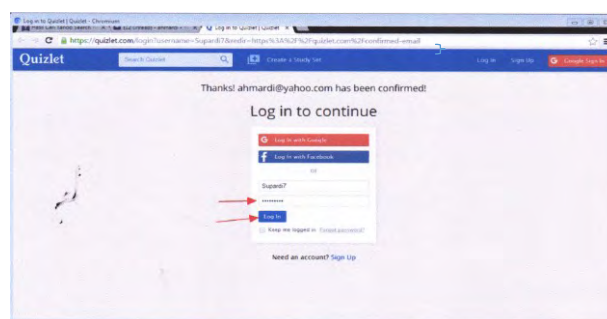 Log in to Quizlet | Quizlet - Chromium
Log in to Quizlet | Quizlet
https://quizlet.com/login?username=Supardi7&redir=https%3A%2F%2Fquizlet.com%2Fconfirmed-email
Quizlet
Search Quizlet
Create a Study Set
Log in
Sign Up
Google Sign In
Thanks! ahmardi@yahoo.com has been confirmed!
Log in to continue
Log In with Google
Log In with Facebook
or
Supardi7
•••••••••
Log In
Keep me logged in
Forgot password?
Need an account? Sign Up